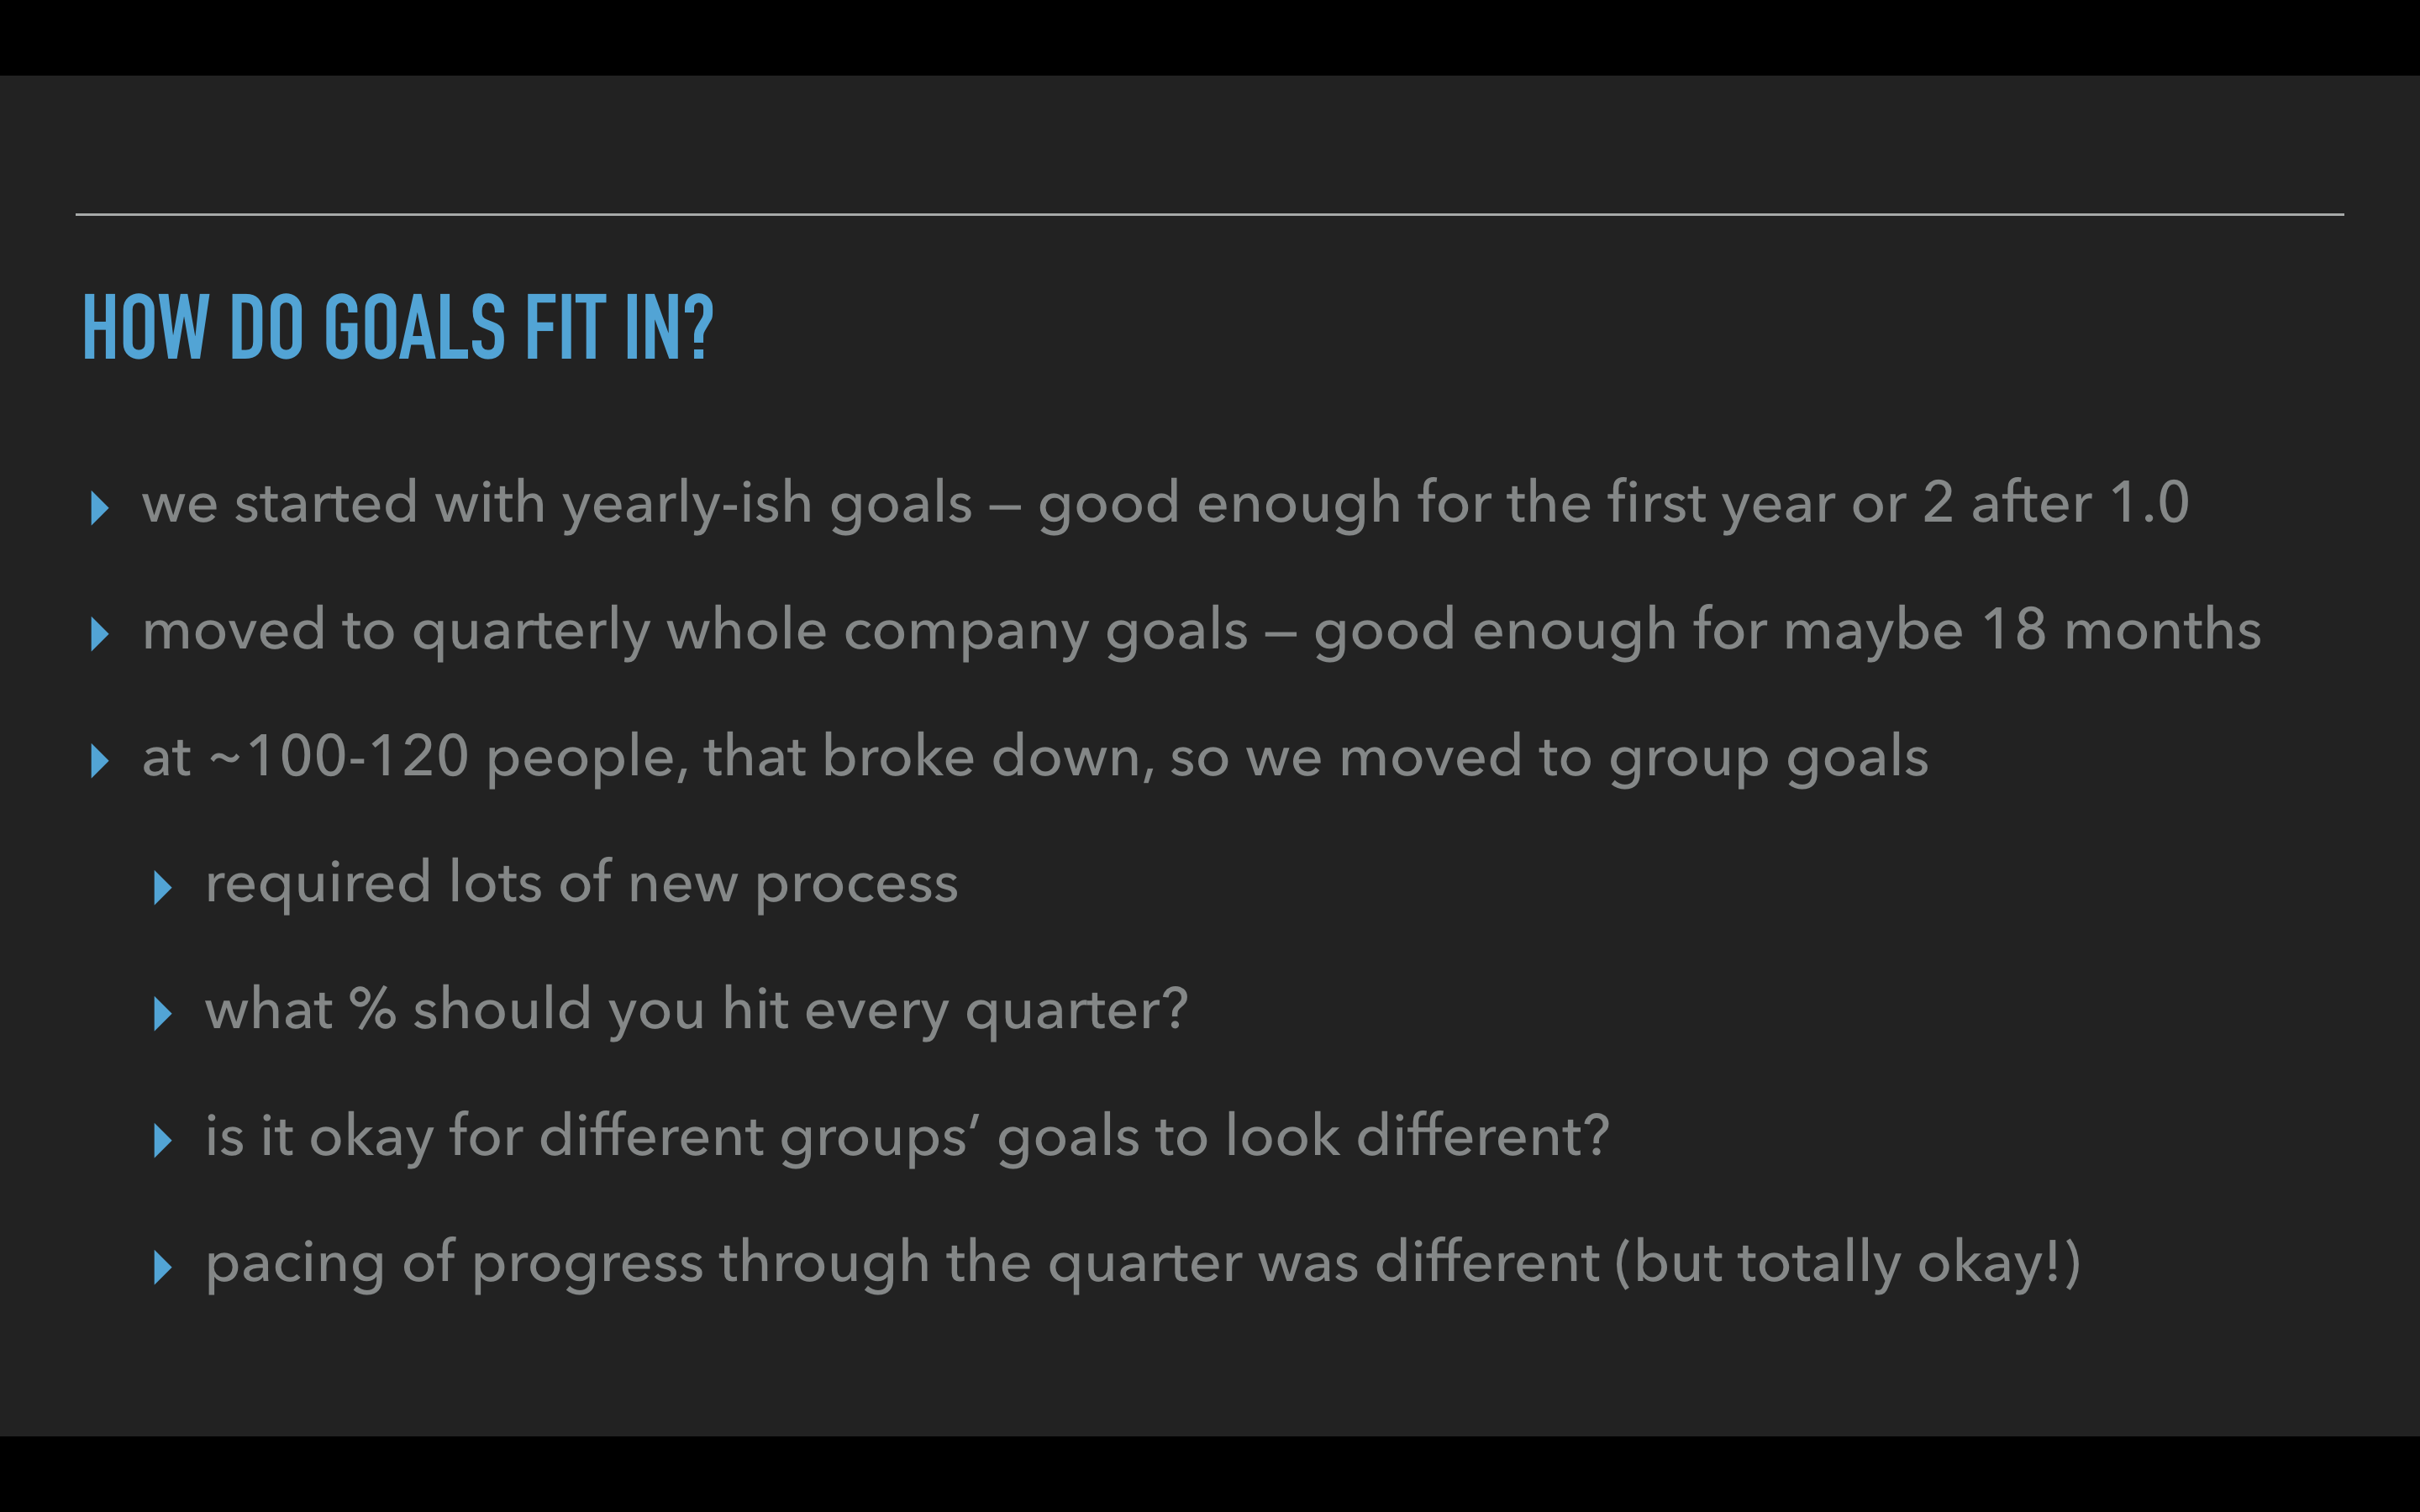 HOW DO GOALS FIT IN?
we started with yearly-ish goals — good enough for the first year or 2 after 1.0
moved to quarterly whole company goals — good enough for maybe 18 months
at ~100-120 people, that broke down, so we moved to group goals
required lots of new process
what % should you hit every quarter?
is it okay for different groups‘ goals to look different?
pacing of progress through the quarter was different (but totally okay!)